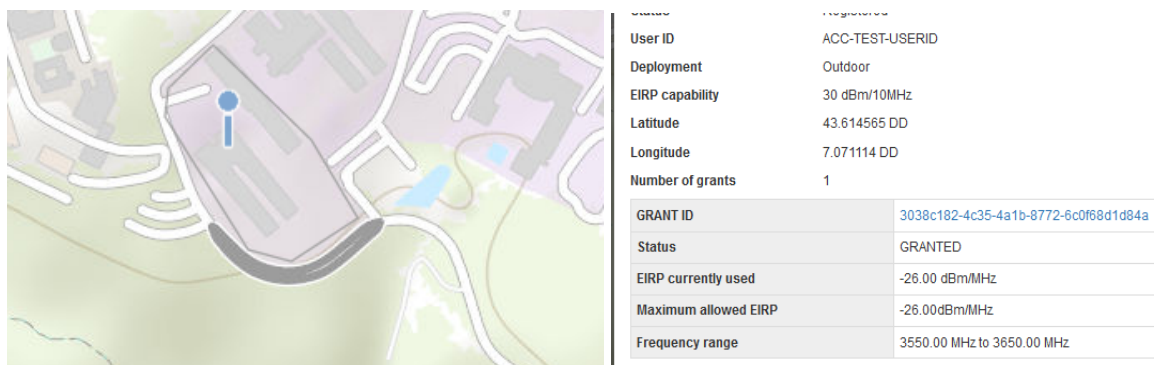 Status Registered
User ID ACC-TEST-USERID
Deployment Outdoor
EIRP capability 30 dBm/10MHz
Latitude 43.614565 DD
Longitude 7.071114 DD
Number of grants 1
GRANT ID 3038c182-4c35-4a1b-8772-6c0f68d1d84a
Status GRANTED
EIRP currently used -26.00 dBm/MHz
Maximum allowed EIRP -26.00dBm/MHz
Frequency range 3550.00 MHz to 3650.00 MHz